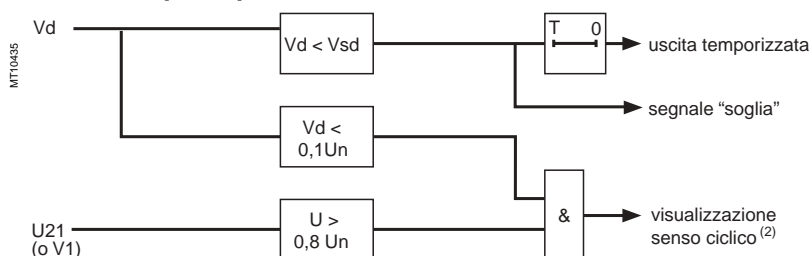 Vd
Vd < Vsd
T 0
uscita temporizzata
MT10435
segnale “soglia”
Vd <
0,1Un
U21
(o V1)
U >
0,8 Un
&
visualizzazione
senso ciclico (2)